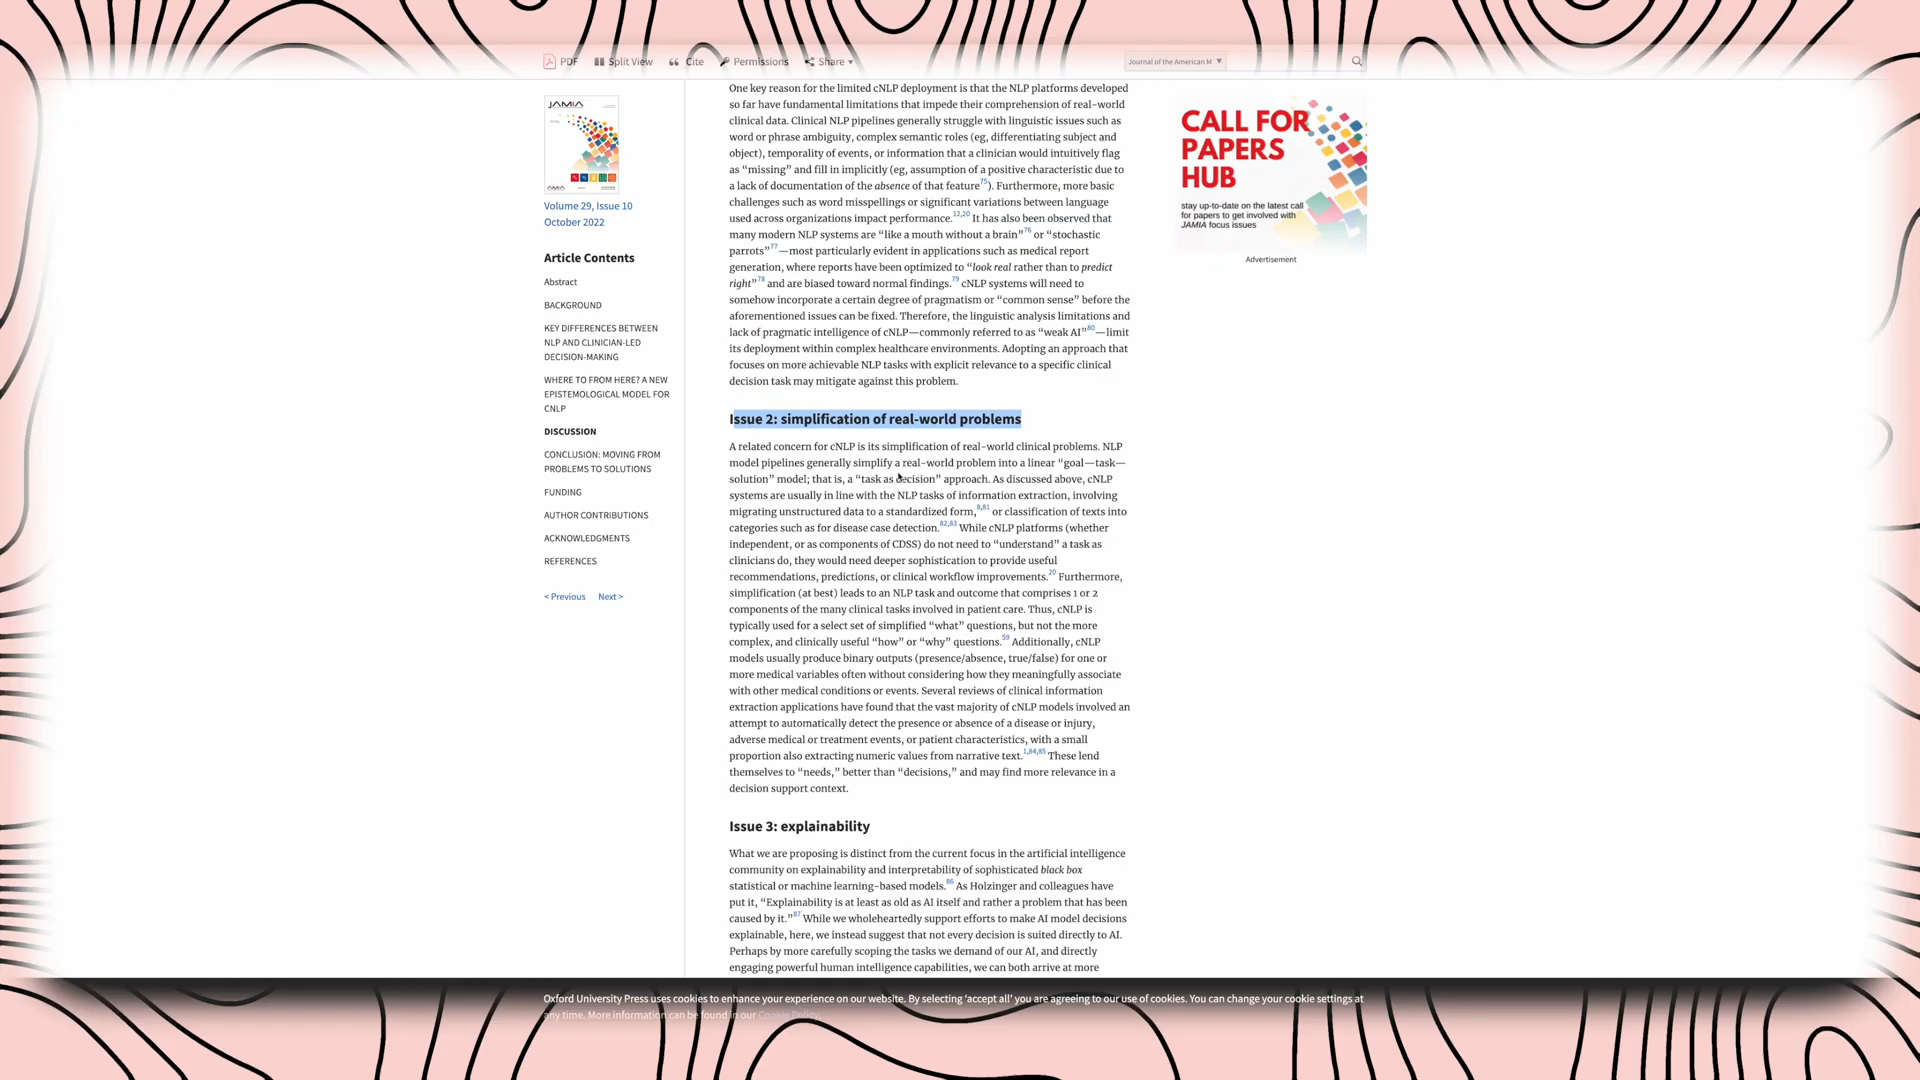 PDF Split View Cite Permissions Share
Journal of the American M
JAMIA
Volume 29, Issue 10
October 2022
Article Contents
Abstract
BACKGROUND
KEY DIFFERENCES BETWEEN
NLP AND CLINICIAN-LED
DECISION-MAKING
WHERE TO FROM HERE? A NEW
EPISTEMOLOGICAL MODEL FOR
CNLP
DISCUSSION
CONCLUSION: MOVING FROM
PROBLEMS TO SOLUTIONS
FUNDING
AUTHOR CONTRIBUTIONS
ACKNOWLEDGMENTS
REFERENCES
< Previous Next >
One key reason for the limited cNLP deployment is that the NLP platforms developed
so far have fundamental limitations that impede their comprehension of real-world
clinical data. Clinical NLP pipelines generally struggle with linguistic issues such as
word or phrase ambiguity, complex semantic roles (eg, differentiating subject and
object), temporality of events, or information that a clinician would intuitively flag
as “missing” and fill in implicitly (eg, assumption of a positive characteristic due to
a lack of documentation of the absence of that feature75). Furthermore, more basic
challenges such as word misspellings or significant variations between language
used across organizations impact performance.12,20 It has also been observed that
many modern NLP systems are “like a mouth without a brain”76 or “stochastic
parrots”77—most particularly evident in applications such as medical report
generation, where reports have been optimized to “look real rather than to predict
right”78 and are biased toward normal findings.79 cNLP systems will need to
somehow incorporate a certain degree of pragmatism or “common sense” before the
aforementioned issues can be fixed. Therefore, the linguistic analysis limitations and
lack of pragmatic intelligence of cNLP—commonly referred to as “weak AI”80—limit
its deployment within complex healthcare environments. Adopting an approach that
focuses on more achievable NLP tasks with explicit relevance to a specific clinical
decision task may mitigate against this problem.
Issue 2: simplification of real-world problems
A related concern for cNLP is its simplification of real-world clinical problems. NLP
model pipelines generally simplify a real-world problem into a linear “goal—task—
solution” model; that is, a “task as decision” approach. As discussed above, cNLP
systems are usually in line with the NLP tasks of information extraction, involving
migrating unstructured data to a standardized form,8,81 or classification of texts into
categories such as for disease case detection.82,83 While cNLP platforms (whether
independent, or as components of CDSS) do not need to “understand” a task as
clinicians do, they would need deeper sophistication to provide useful
recommendations, predictions, or clinical workflow improvements.20 Furthermore,
simplification (at best) leads to an NLP task and outcome that comprises 1 or 2
components of the many clinical tasks involved in patient care. Thus, cNLP is
typically used for a select set of simplified “what” questions, but not the more
complex, and clinically useful “how” or “why” questions.59 Additionally, cNLP
models usually produce binary outputs (presence/absence, true/false) for one or
more medical variables often without considering how they meaningfully associate
with other medical conditions or events. Several reviews of clinical information
extraction applications have found that the vast majority of cNLP models involved an
attempt to automatically detect the presence or absence of a disease or injury,
adverse medical or treatment events, or patient characteristics, with a small
proportion also extracting numeric values from narrative text.1,84,85 These lend
themselves to “needs,” better than “decisions,” and may find more relevance in a
decision support context.
Issue 3: explainability
What we are proposing is distinct from the current focus in the artificial intelligence
community on explainability and interpretability of sophisticated black box
statistical or machine learning-based models.86 As Holzinger and colleagues have
put it, “Explainability is at least as old as AI itself and rather a problem that has been
caused by it.”87 While we wholeheartedly support efforts to make AI model decisions
explainable, here, we instead suggest that not every decision is suited directly to AI.
Perhaps by more carefully scoping the tasks we demand of our AI, and directly
engaging powerful human intelligence capabilities, we can both arrive at more
CALL FOR
PAPERS
HUB
stay up-to-date on the latest call
for papers to get involved with
JAMIA focus issues
Advertisement
Oxford University Press uses cookies to enhance your experience on our website. By selecting ‘accept all’ you are agreeing to our use of cookies. You can change your cookie settings at
any time. More information can be found in our Cookie Policy.